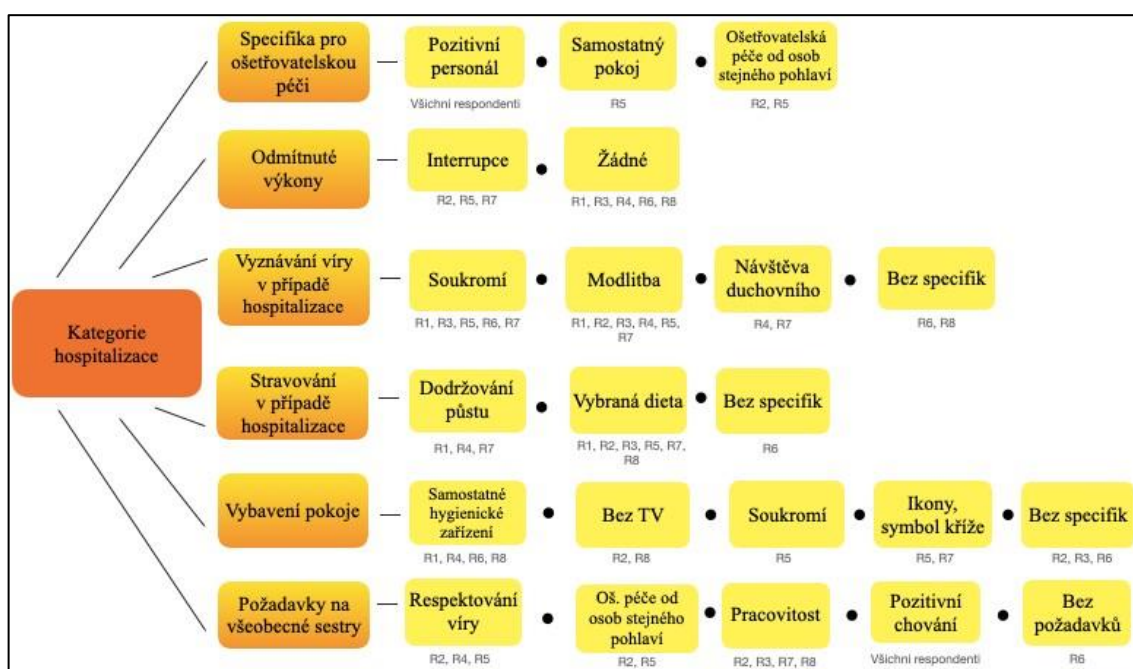 Kategorie
hospitalizace
Specifika pro
ošetřovatelskou
péči
Pozitivní
personál
Všichni respondenti
Samostatný
pokoj
R5
Ošetřovatelská
péče od osob
stejného pohlaví
R2, R5
Odmítnuté
výkony
Interrupce
R2, R5, R7
Žádné
R1, R3, R4, R6, R8
Vyznávání víry
v případě
hospitalizace
Soukromí
R1, R3, R5, R6, R7
Modlitba
R1, R2, R3, R4, R5,
R7
Návštěva
duchovního
R4, R7
Bez specifik
R6, R8
Stravování
v případě
hospitalizace
Dodržování
půstu
R1, R4, R7
Vybraná dieta
R1, R2, R3, R5, R7,
R8
Bez specifik
R6
Vybavení pokoje
Samostatné
hygienické
zařízení
R1, R4, R6, R8
Bez TV
R2, R8
Soukromí
R5
Ikony,
symbol kříže
R5, R7
Bez specifik
R2, R3, R6
Požadavky na
všeobecné sestry
Respektování
víry
R2, R4, R5
Oš. péče od
osob stejného
pohlaví
R2, R5
Pracovitost
R2, R3, R7, R8
Pozitivní
chování
Všichni respondenti
Bez
požadavků
R6